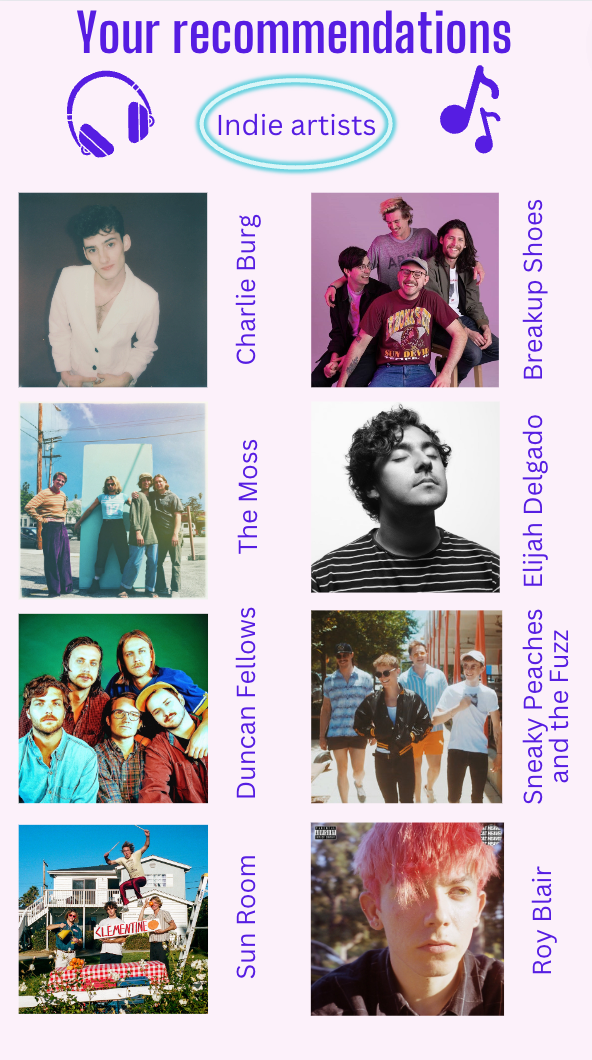 Your recommendations
Indie artists
Charlie Burg
Breakup Shoes
The Moss
Elijah Delgado
Duncan Fellows
Sneaky Peaches
and the Fuzz
Sun Room
CLEMENTINE
Roy Blair